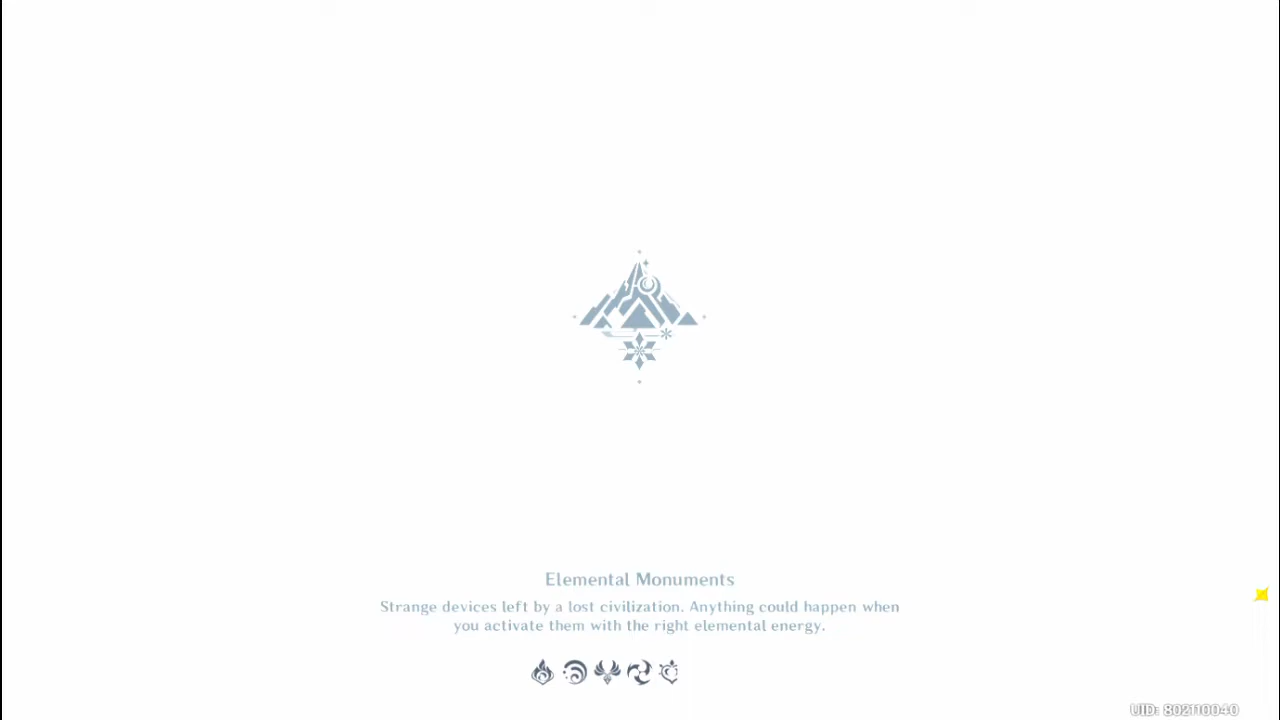 Elemental Monuments
Strange devices left by a lost civilization. Anything could happen when
you activate them with the right elemental energy.
UID: 802110040